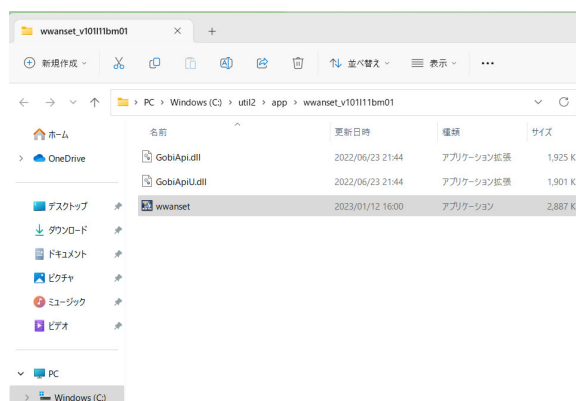 wwanset_v101l11bm01
新規作成
並べ替え
表示
PC > Windows (C:) > util2 > app > wwanset_v101l11bm01
ホーム
OneDrive
デスクトップ
ダウンロード
ドキュメント
ピクチャ
ミュージック
ビデオ
PC
Windows (C:)
名前 更新日時 種類 サイズ
GobiApi.dll 2022/06/23 21:44 アプリケーション拡張 1,925 K
GobiApiU.dll 2022/06/23 21:44 アプリケーション拡張 1,901 K
wwanset 2023/01/12 16:00 アプリケーション 2,887 K